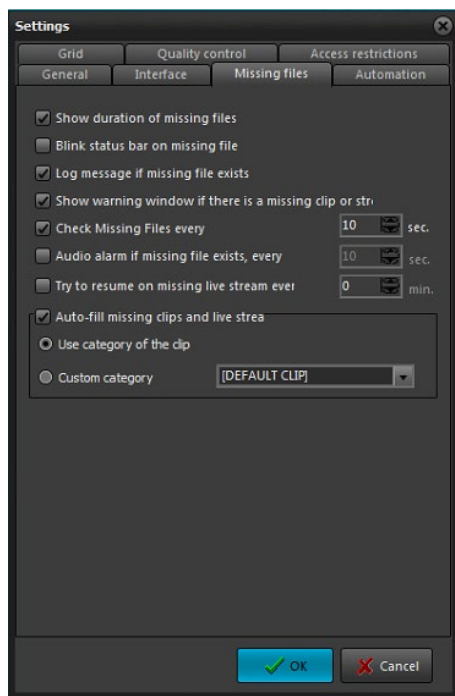 Settings
Grid
Quality control
Access restrictions
General
Interface
Missing files
Automation
Show duration of missing files
Blink status bar on missing file
Log message if missing file exists
Show warning window if there is a missing clip or stre
Check Missing Files every 10 sec.
Audio alarm if missing file exists, every 10 sec.
Try to resume on missing live stream ever 0 min.
Auto-fill missing clips and live strea
Use category of the clip
Custom category [DEFAULT CLIP]
OK Cancel